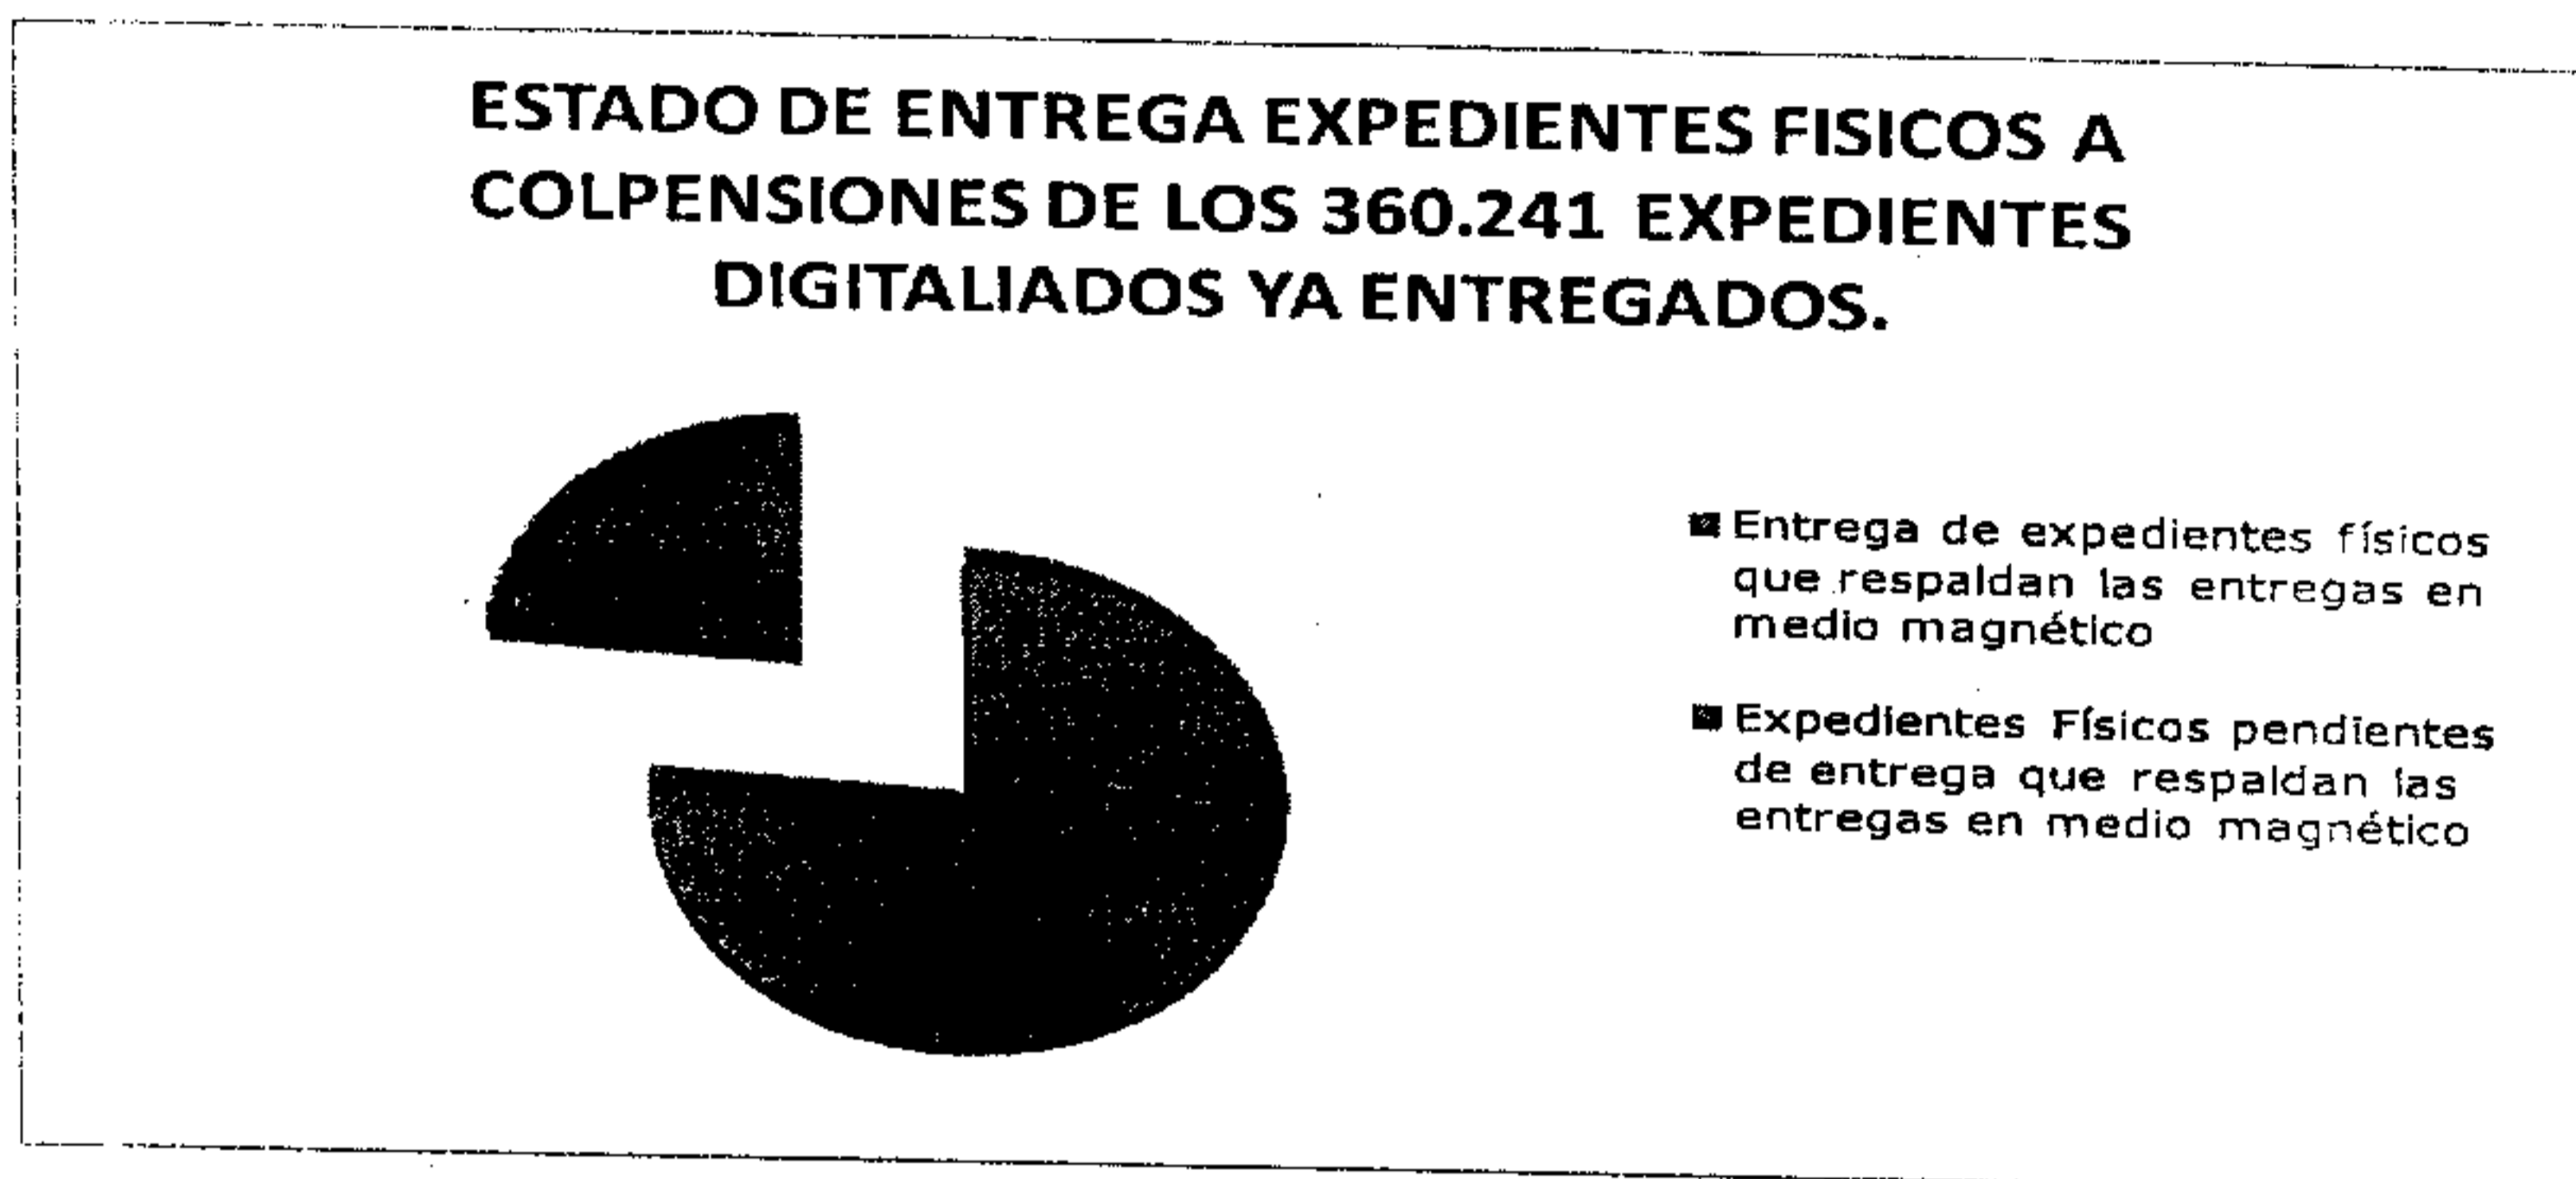 ESTADO DE ENTREGA EXPEDIENTES FISICOS A
COLPENSIONES DE LOS 360.241 EXPEDIENTES
DIGITALIADOS YA ENTREGADOS.
Entrega de expedientes físicos
que respaldan las entregas en
medio magnético
Expedientes Físicos pendientes
de entrega que respaldan las
entregas en medio magnético